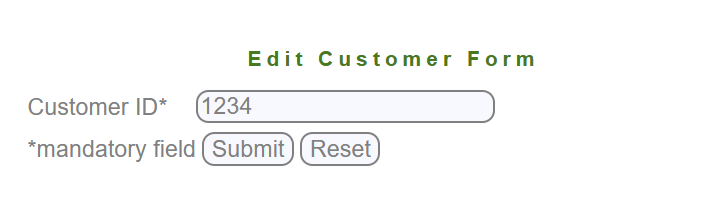 Edit Customer Form
Customer ID* 1234
*mandatory field Submit Reset